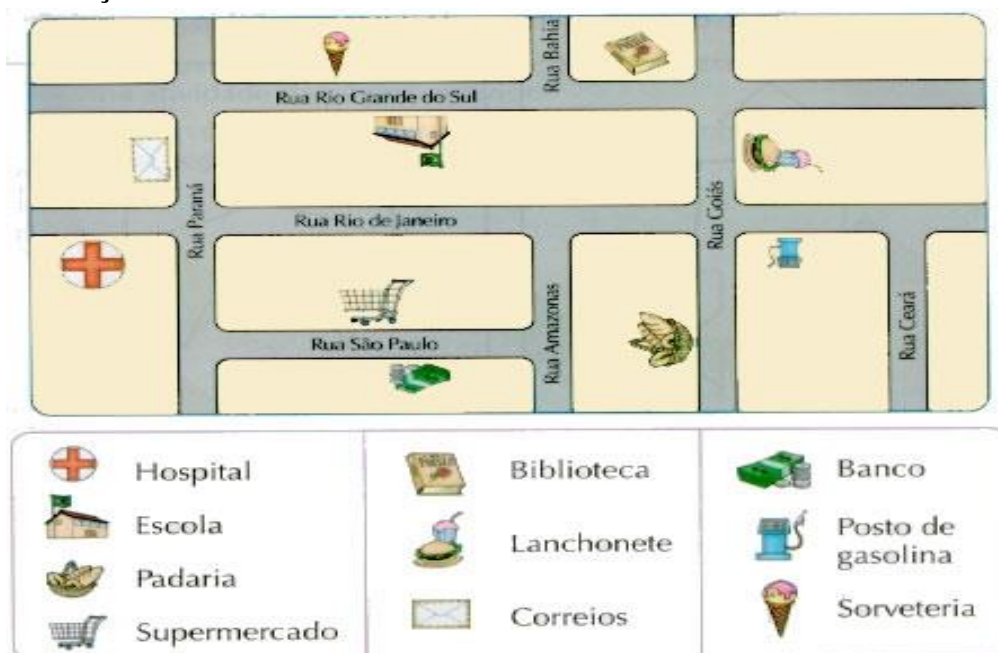 Rua Bahia
Rua Rio Grande do Sul
Rua Paraná
Rua Rio de Janeiro
Rua Goiás
Rua São Paulo
Rua Amazonas
Rua Ceará
Hospital
Escola
Padaria
Supermercado
Biblioteca
Lanchonete
Correios
Banco
Posto de
gasolina
Sorveteria